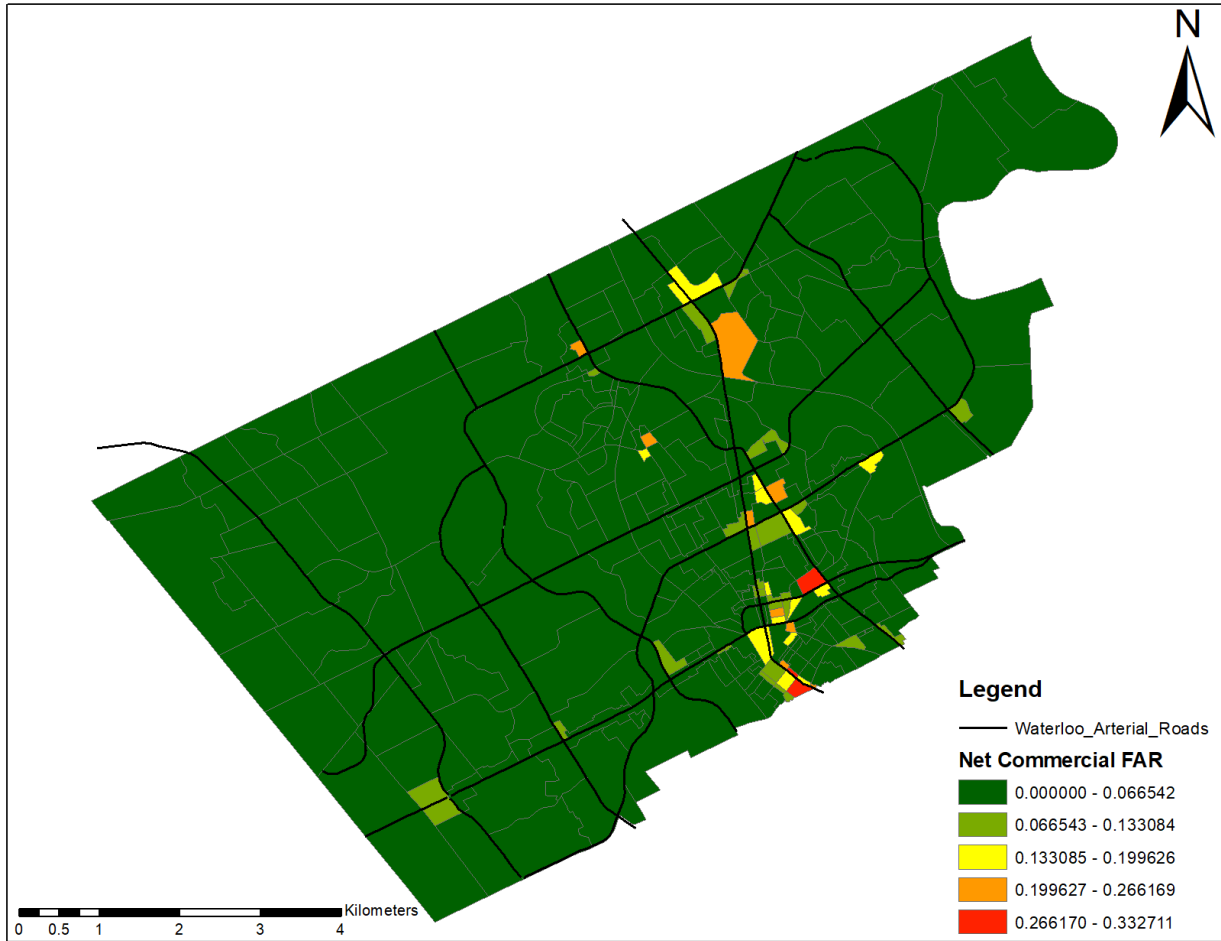 N
Legend
Waterloo_Arterial_Roads
Net Commercial FAR
0.000000 - 0.066542
0.066543 - 0.133084
0.133085 - 0.199626
0.199627 - 0.266169
0.266170 - 0.332711
Kilometers
0 0.5 1 2 3 4